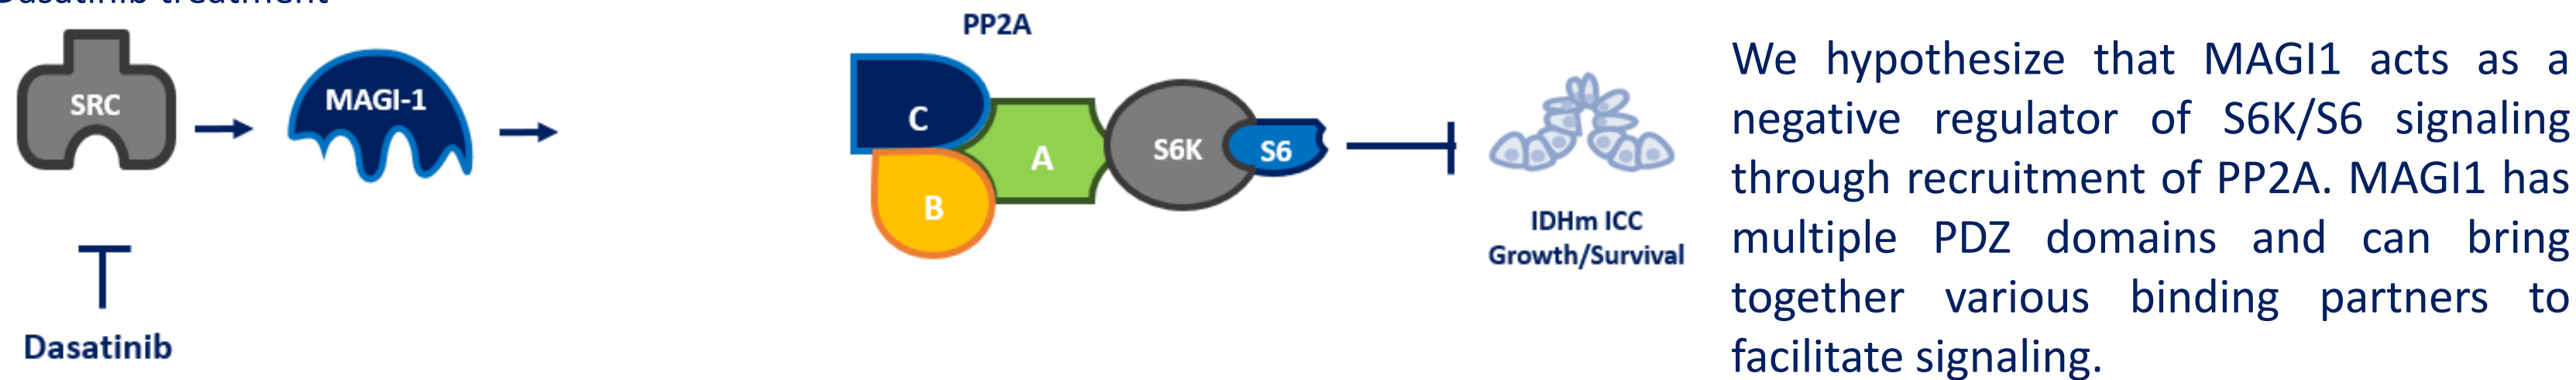 Dasatinib treatment
PP2A
SRC
MAGI-1
C
A
B
S6K
S6
IDHm ICC
Growth/Survival
Dasatinib
We hypothesize that MAGI1 acts as a
negative regulator of S6K/S6 signaling
through recruitment of PP2A. MAGI1 has
multiple PDZ domains and can bring
together various binding partners to
facilitate signaling.